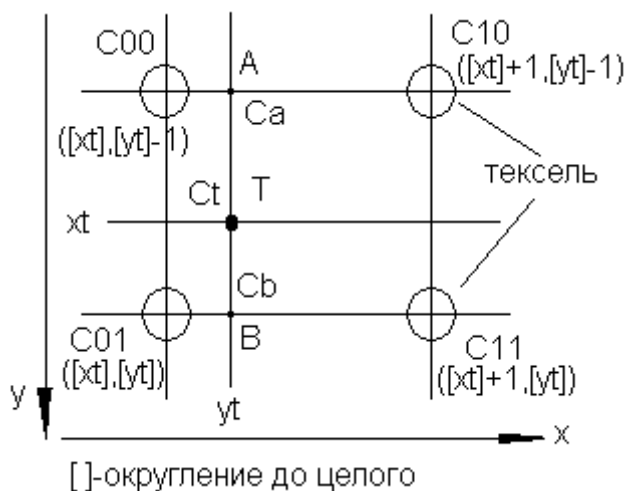 C00
A
C10
([xt]+1,[yt]-1)
Ca
([xt],[yt]-1)
тексель
Ct
T
xt
Cb
C01
B
C11
([xt],[yt])
([xt]+1,[yt])
y
yt
x
[ ]-округление до целого